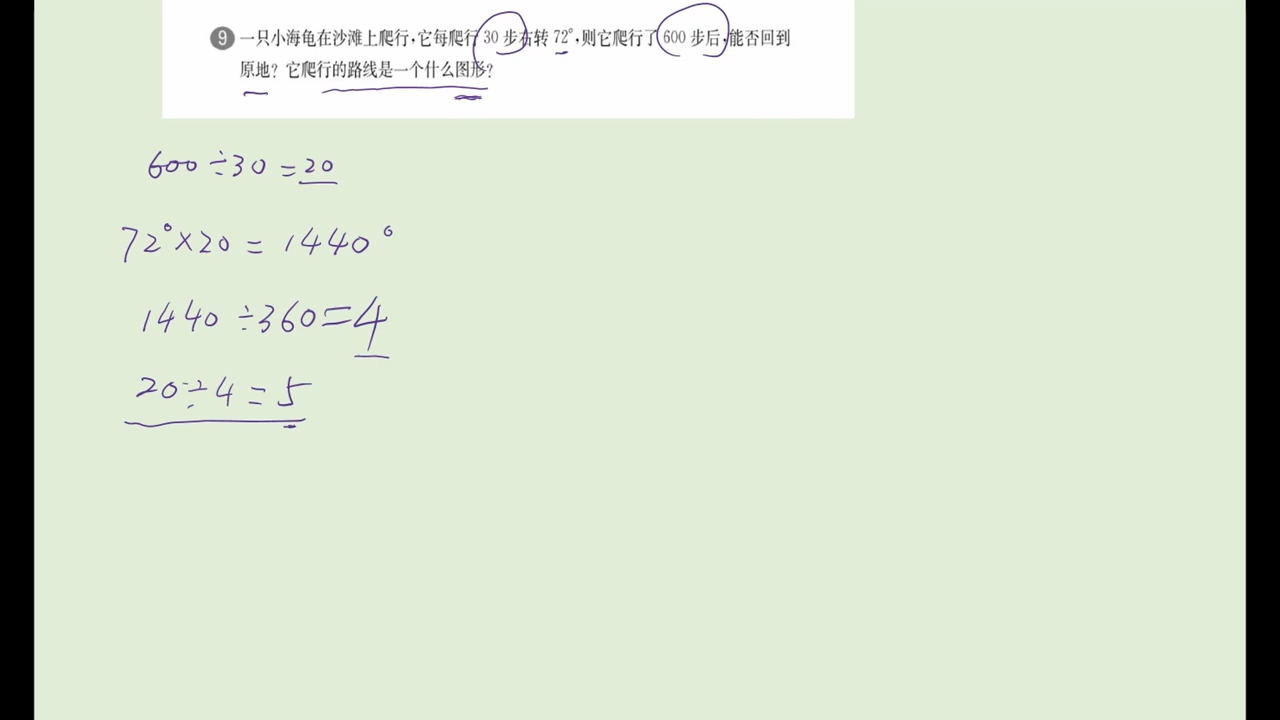 9 一只小海龟在沙滩上爬行,它每爬行30步右转72°,则它爬行了600步后,能否回到
原地?它爬行的路线是一个什么图形?
600÷30=20
72°×20=1440°
1440÷360=4
20÷4=5